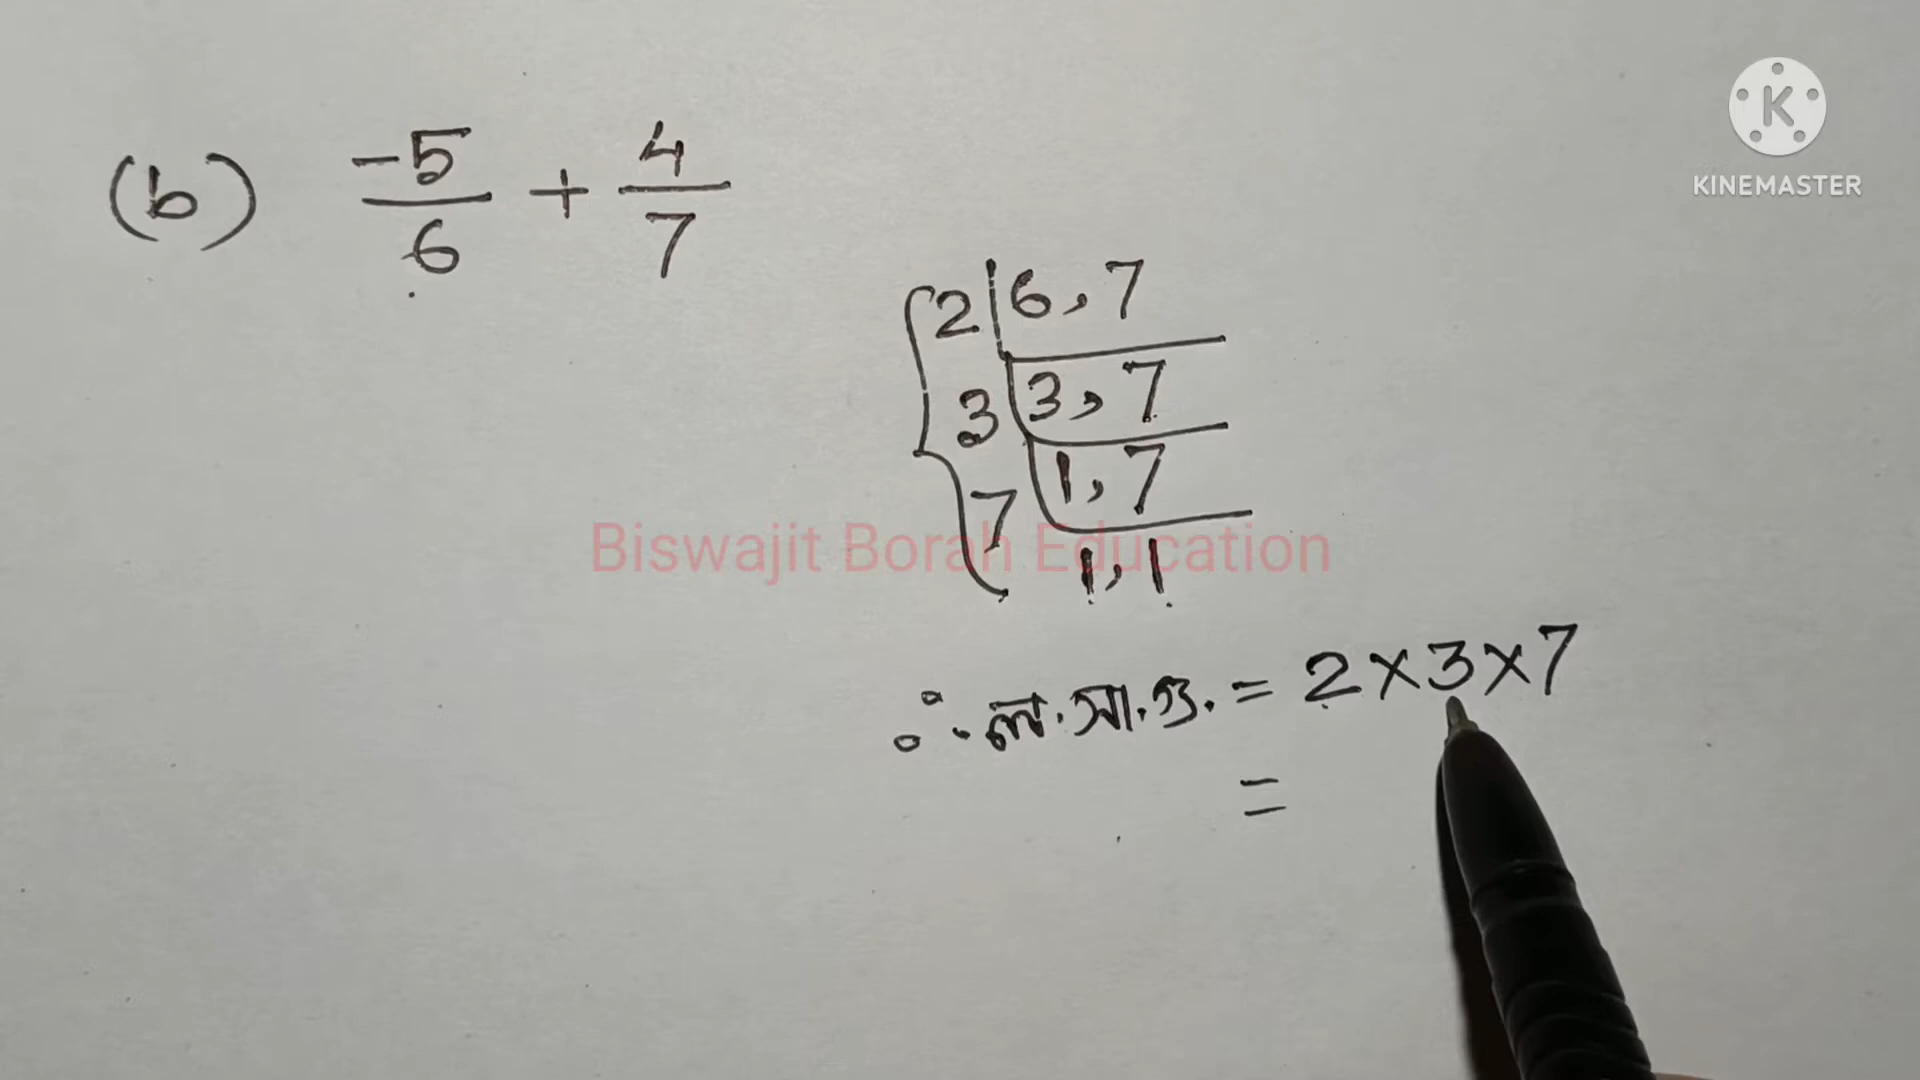 KINEMASTER
(b) -5/6 + 4/7
2 | 6, 7
3 | 3, 7
7 | 1, 7
1, 1
Biswajit Borah Education
∴ ল. সা. গু. = 2 × 3 × 7
=